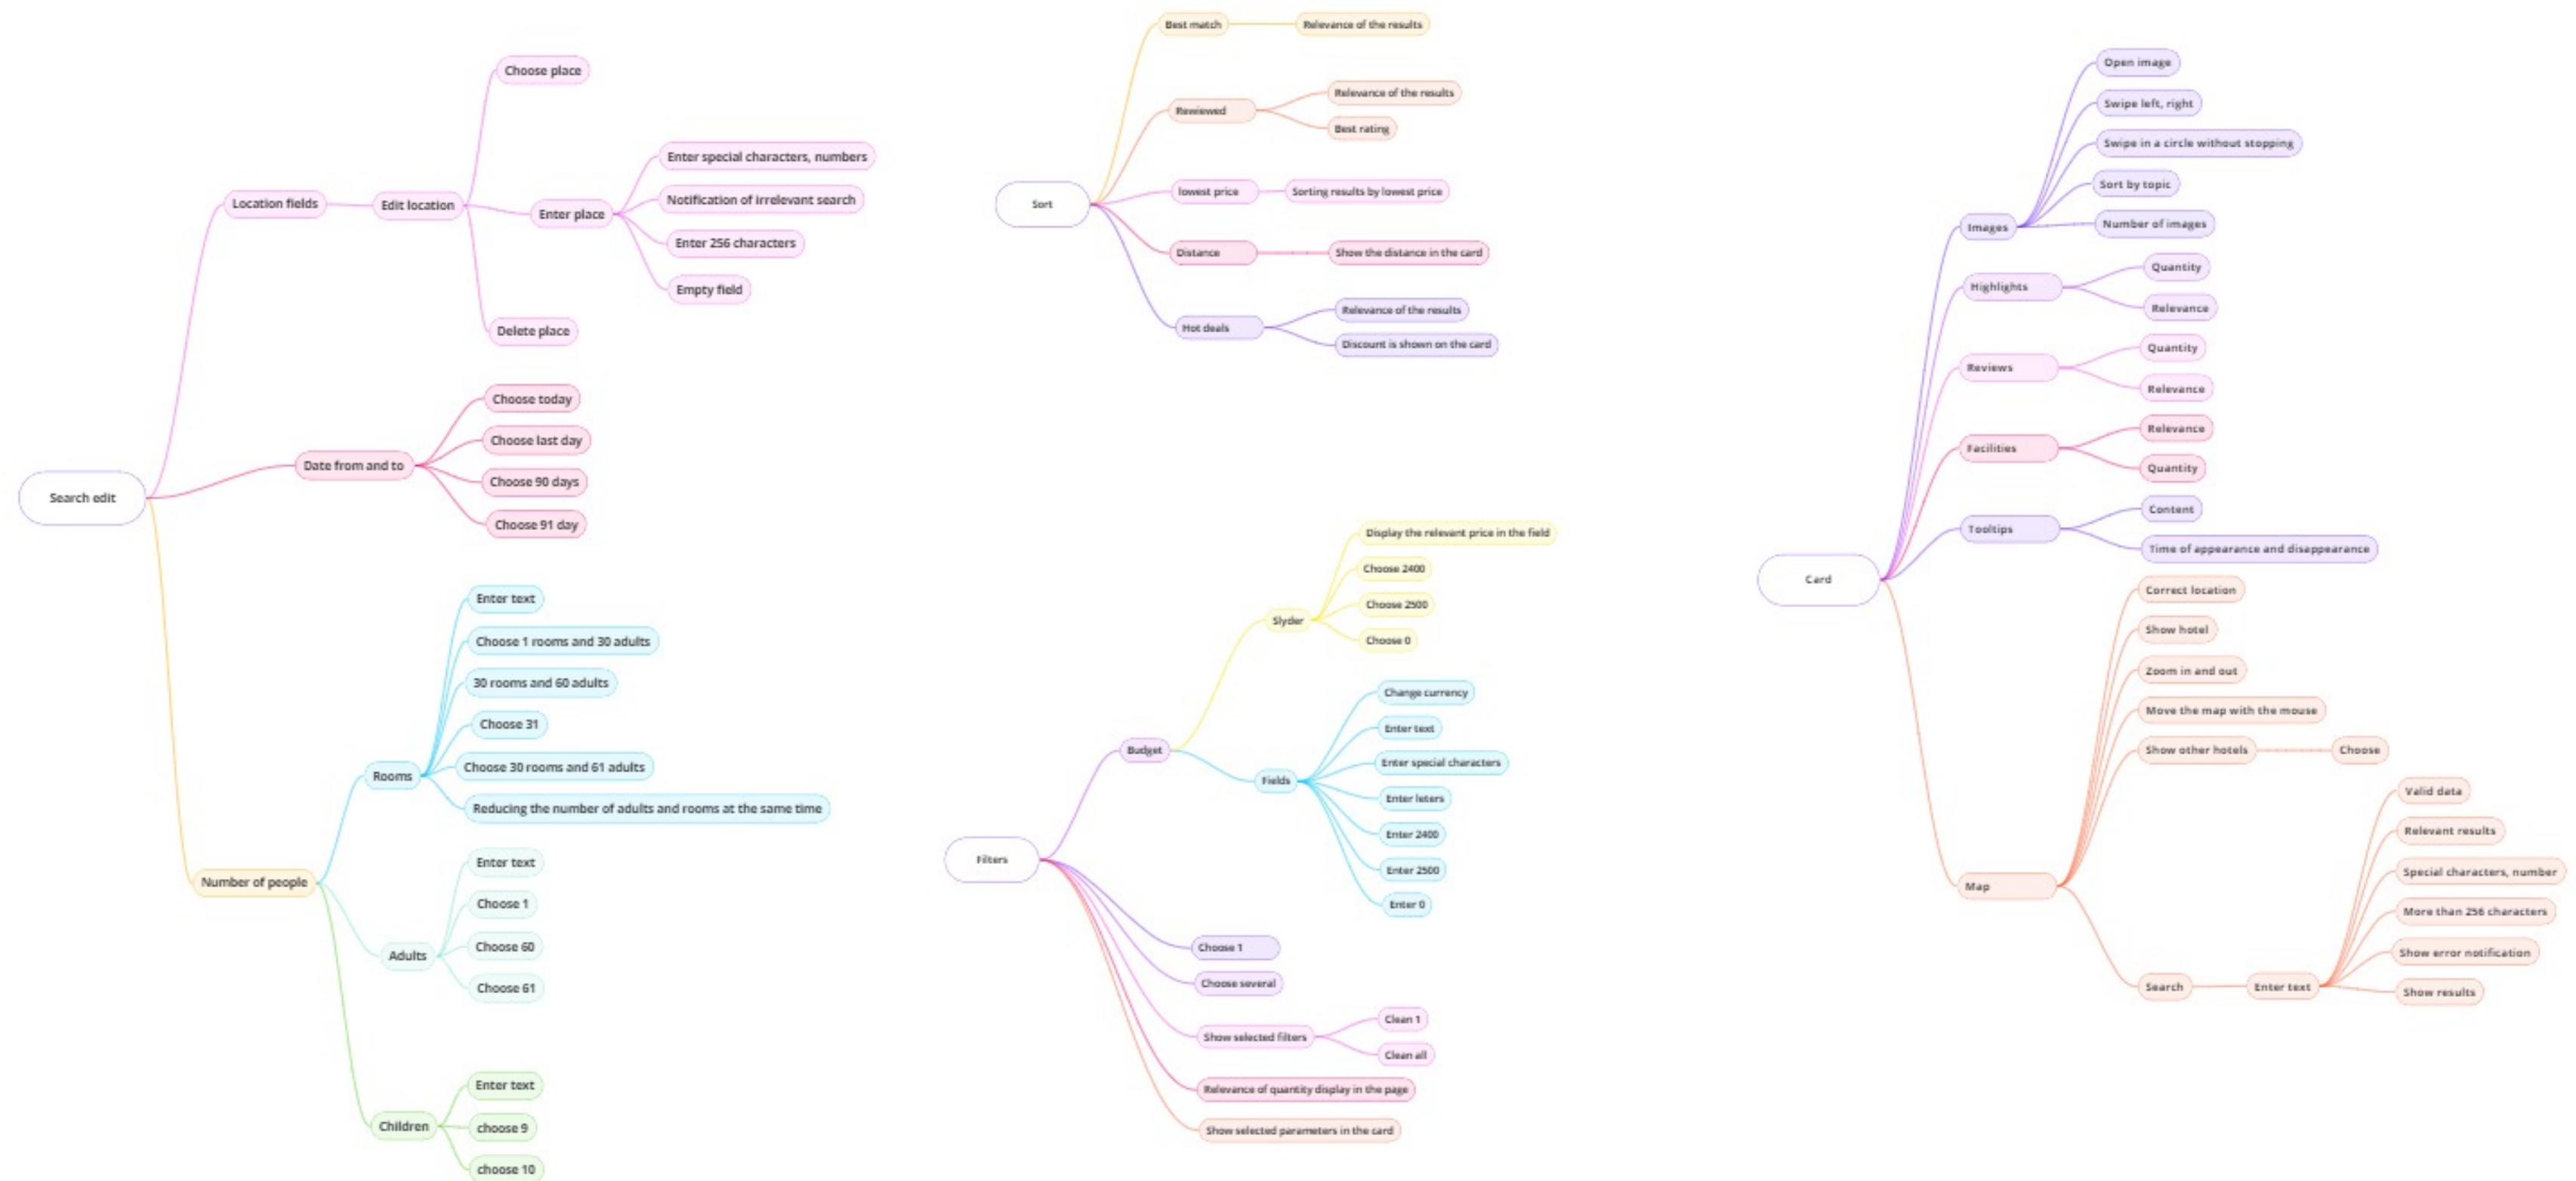 Search edit
Location fields
Edit location
Choose place
Enter place
Enter special characters, numbers
Notification of irrelevant search
Enter 256 characters
Empty field
Delete place
Date from and to
Choose today
Choose last day
Choose 90 days
Choose 91 day
Number of people
Rooms
Enter text
Choose 1 rooms and 30 adults
30 rooms and 60 adults
Choose 31
Choose 30 rooms and 61 adults
Reducing the number of adults and rooms at the same time
Adults
Enter text
Choose 1
Choose 60
Choose 61
Children
Enter text
choose 9
choose 10
Sort
Best match
Relevance of the results
Rewiewed
Relevance of the results
Best rating
lowest price
Sorting results by lowest price
Distance
Show the distance in the card
Hot deals
Relevance of the results
Discount is shown on the card
Filters
Budget
Slyder
Display the relevant price in the field
Choose 2400
Choose 2500
Choose 0
Fields
Change currency
Enter text
Enter special characters
Enter leters
Enter 2400
Enter 2500
Enter 0
Choose 1
Choose several
Show selected filters
Clean 1
Clean all
Relevance of quantity display in the page
Show selected parameters in the card
Card
Images
Open image
Swipe left, right
Swipe in a circle without stopping
Sort by topic
Number of images
Highlights
Quantity
Relevance
Reviews
Quantity
Relevance
Facilities
Relevance
Quantity
Tooltips
Content
Time of appearance and disappearance
Map
Correct location
Show hotel
Zoom in and out
Move the map with the mouse
Show other hotels
Choose
Search
Enter text
Valid data
Relevant results
Special characters, number
More than 256 characters
Show error notification
Show results